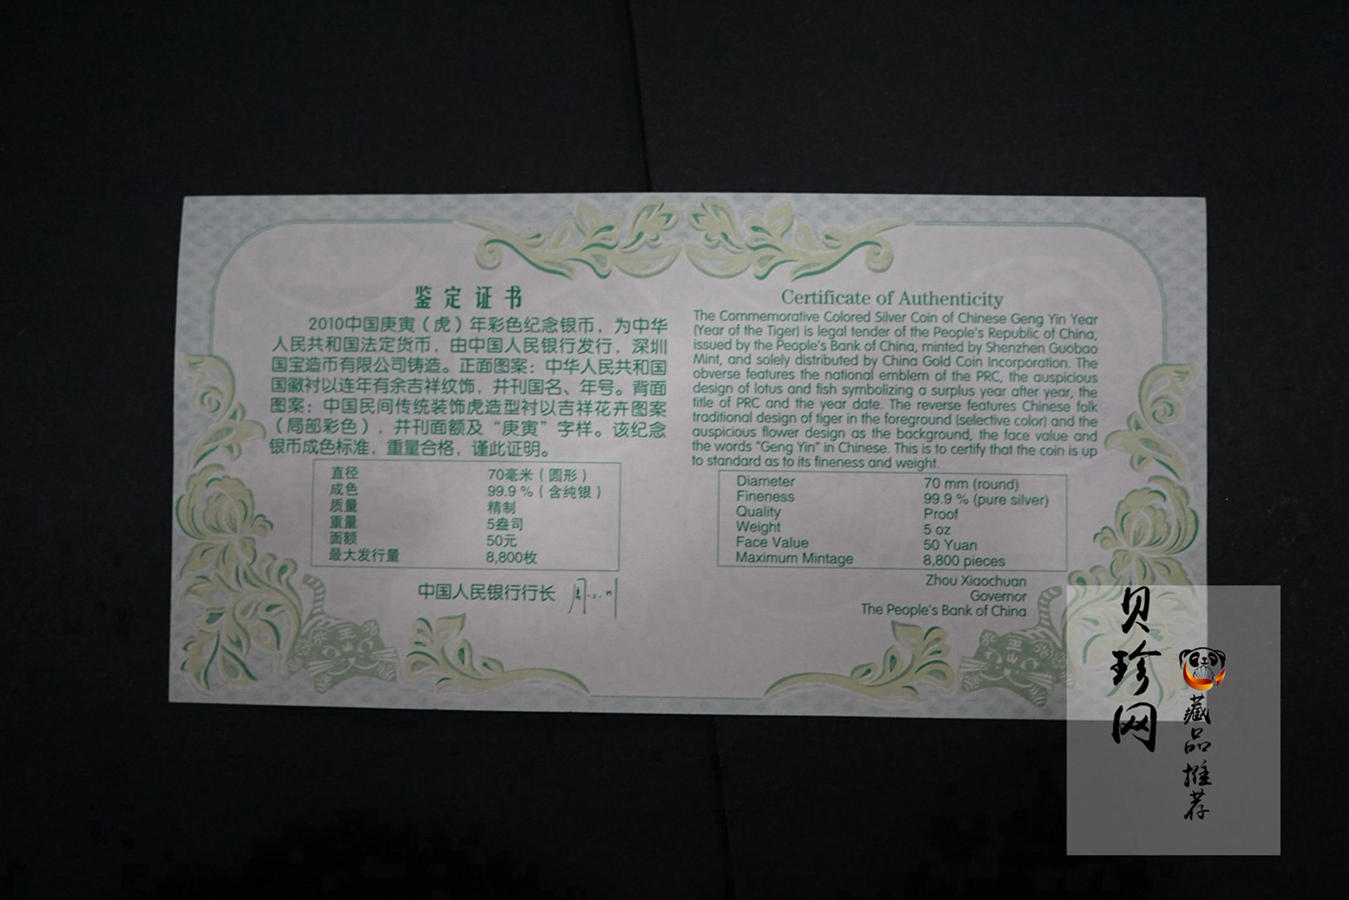 鉴定证书
2010中国庚寅（虎）年彩色纪念银币，为中华
人民共和国法定货币，由中国人民银行发行，深圳
国宝造币有限公司铸造。正面图案：中华人民共和国
国徽衬以连年有余吉祥纹饰，并刊国名、年号。背面
图案：中国民间传统装饰虎造型衬以吉祥花卉图案
（局部彩色），并刊面额及“庚寅”字样。该纪念
银币成色标准，重量合格，谨此证明。
直径 70毫米（圆形）
成色 99.9％（含纯银）
质量 精制
重量 5盎司
面额 50元
最大发行量 8,800枚
中国人民银行行长
Certificate of Authenticity
The Commemorative Colored Silver Coin of Chinese Geng Yin Year
(Year of the Tiger) is legal tender of the People's Republic of China,
issued by the People's Bank of China, minted by Shenzhen Guobao
Mint, and solely distributed by China Gold Coin Incorporation. The
obverse features the national emblem of the PRC, the auspicious
design of lotus and fish symbolizing a surplus year after year, the
title of PRC and the year date. The reverse features Chinese folk
traditional design of tiger in the foreground (selective color) and the
auspicious flower design as the background, the face value and
the words "Geng Yin" in Chinese. This is to certify that the coin is up
to standard as to its fineness and weight.
Diameter 70 mm (round)
Fineness 99.9 % (pure silver)
Quality Proof
Weight 5 oz
Face Value 50 Yuan
Maximum Mintage 8,800 pieces
Zhou Xiaochuan
Governor
The People's Bank of China
贝珍网
藏品推荐